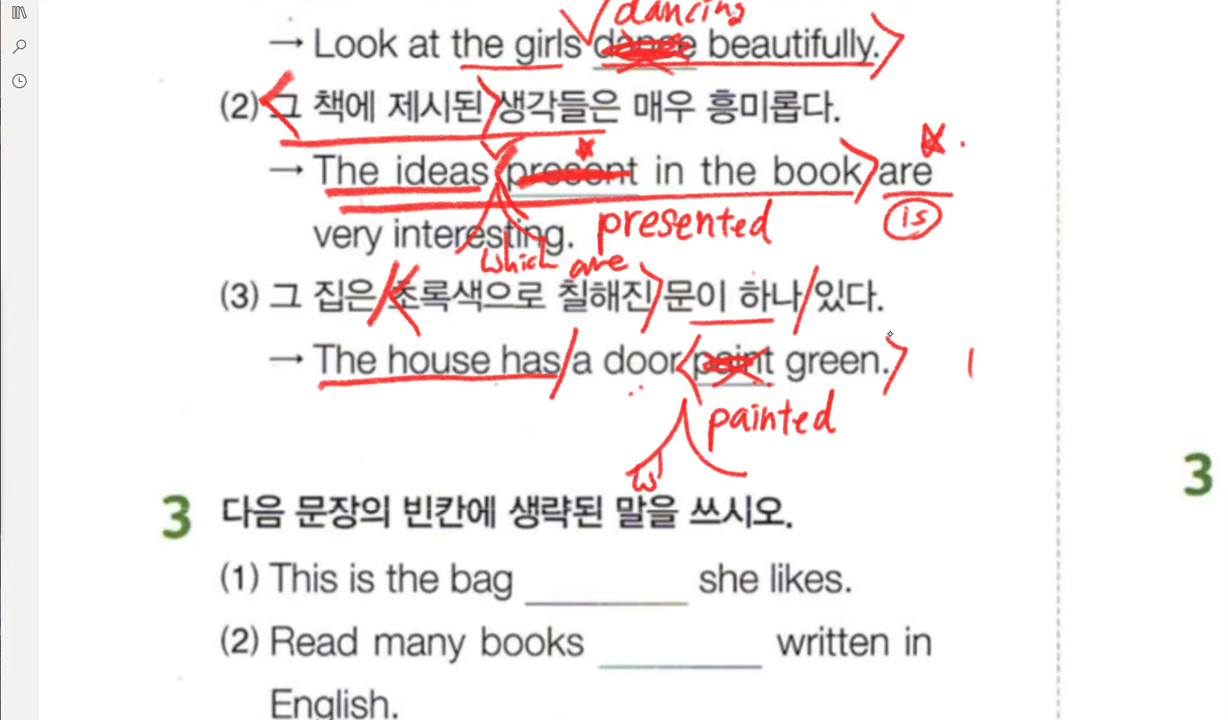 dancing
→ Look at the girls dance beautifully.
(2) 그 책에 제시된 생각들은 매우 흥미롭다.
→ The ideas present in the book are
is
very interesting. presented
which are
(3) 그 집은 초록색으로 칠해진 문이 하나 있다.
→ The house has a door paint green.
painted
w
3 다음 문장의 빈칸에 생략된 말을 쓰시오.
3
(1) This is the bag ________ she likes.
(2) Read many books ________ written in
English.